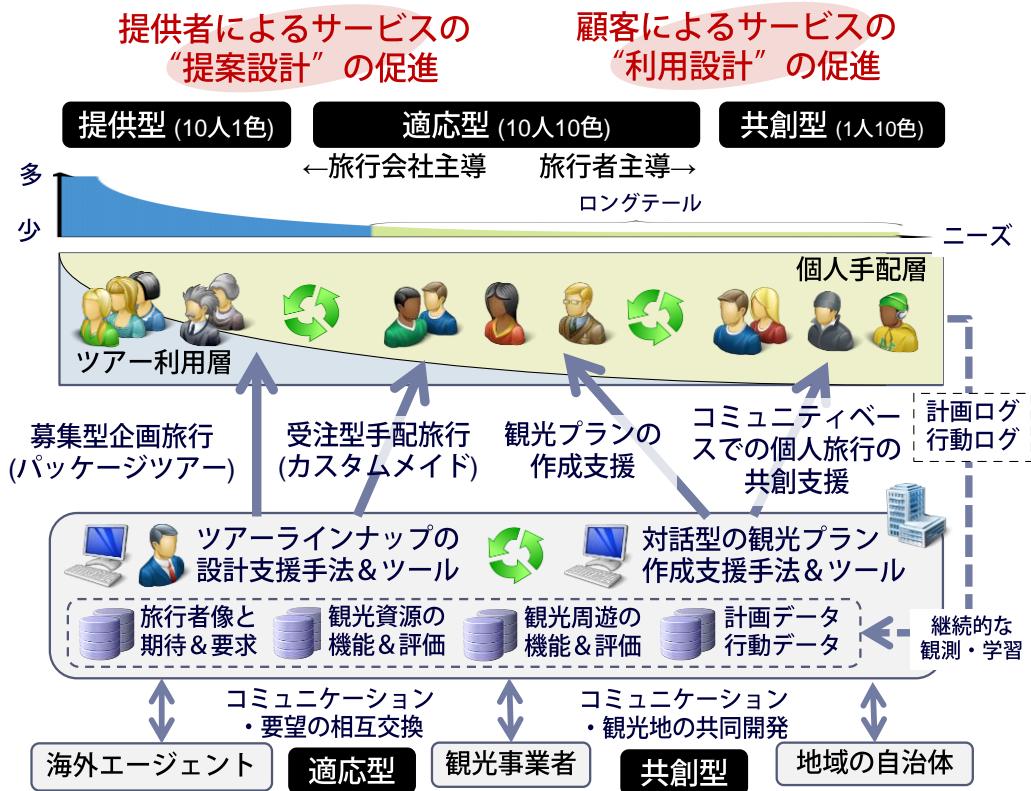 提供者によるサービスの
“提案設計”の促進
顧客によるサービスの
“利用設計”の促進
提供型 (10人1色)
適応型 (10人10色)
共創型 (1人10色)
←旅行会社主導
旅行者主導→
多
少
ロングテール
ニーズ
個人手配層
ツアー利用層
募集型企画旅行
(パッケージツアー)
受注型手配旅行
(カスタムメイド)
観光プランの
作成支援
コミュニティベー
スでの個人旅行の
共創支援
計画ログ
行動ログ
ツアーラインナップの
設計支援手法＆ツール
対話型の観光プラン
作成支援手法＆ツール
旅行者像と
期待＆要求
観光資源の
機能＆評価
観光周遊の
機能＆評価
計画データ
行動データ
継続的な
観測・学習
コミュニケーション
・要望の相互交換
コミュニケーション
・観光地の共同開発
海外エージェント
適応型
観光事業者
共創型
地域の自治体